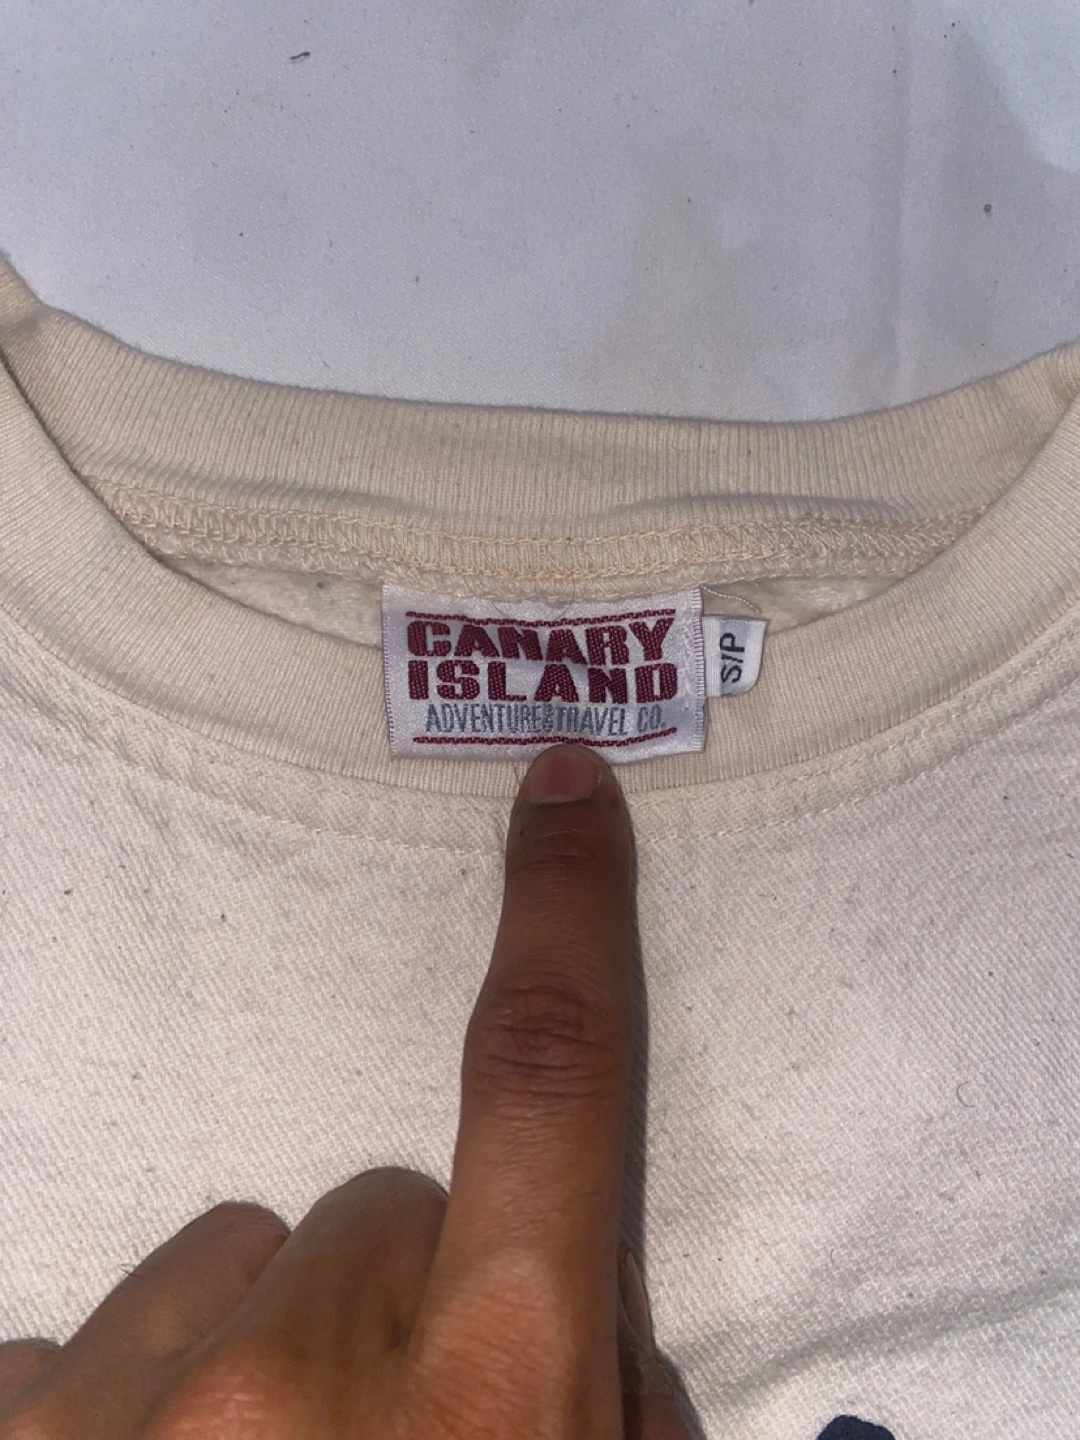 CANARY
ISLAND
ADVENTURE AND TRAVEL CO.
S/P